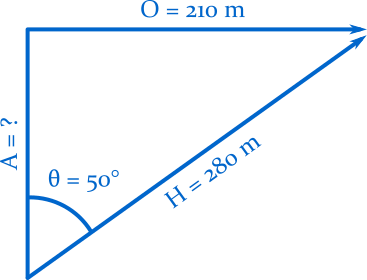 O = 210 m
A = ?
θ = 50°
H = 280 m